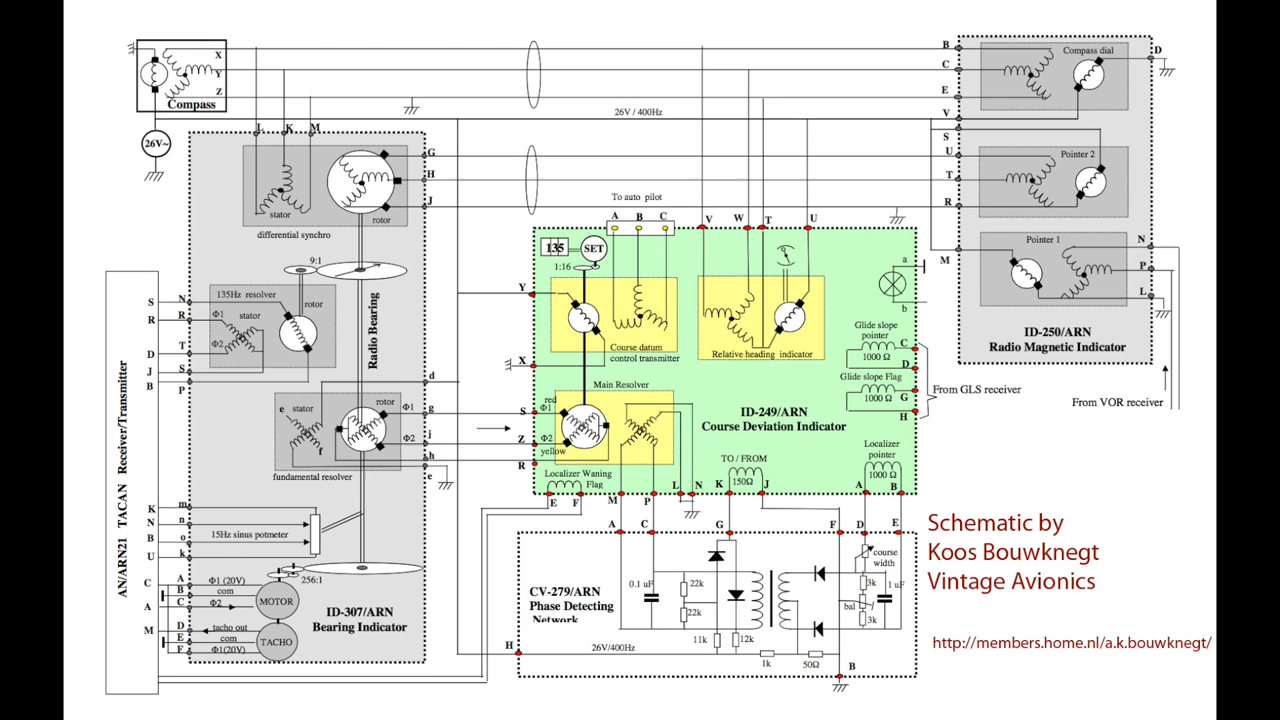 X
Y
Z
Compass
26V~
26V / 400Hz
B
C
E
V
S
U
T
R
M
Compass dial
D
Pointer 2
Pointer 1
N
P
L
ID-250/ARN
Radio Magnetic Indicator
From VOR receiver
L K M
G
H
J
stator
rotor
differential synchro
9:1
135Hz resolver
rotor
stator
Φ1
Φ2
Radio Bearing
S N
R R
D T
J S
B P
AN/ARN21 TACAN Receiver/Transmitter
d
g
i
h
e
e stator
f
rotor
Φ1
Φ2
fundamental resolver
K m
N n
B o
U k
15Hz sinus potmeter
256:1
C A Φ1 (20V)
B com
A C Φ2
M D tacho out
E com
F Φ1(20V)
MOTOR
TACHO
ID-307/ARN
Bearing Indicator
To auto pilot
A B C
V W T U
135
SET
1:16
Y
X
Course datum
control transmitter
Relative heading indicator
a
b
Glide slope
pointer
1000 Ω
C
D
Glide slope Flag
1000 Ω
G
H
From GLS receiver
Main Resolver
red
S Φ1
Z Φ2
yellow
R
ID-249/ARN
Course Deviation Indicator
Localizer Waning
Flag
TO / FROM
150Ω
Localizer
pointer
1000 Ω
E F M P L N K J A B
A C G F D E
CV-279/ARN
Phase Detecting
Network
0.1 uF
22k
22k
11k
12k
course
width
3k
1 uF
bal
3k
H
26V/400Hz
1k
50Ω
B
Schematic by
Koos Bouwknegt
Vintage Avionics
http://members.home.nl/a.k.bouwknegt/